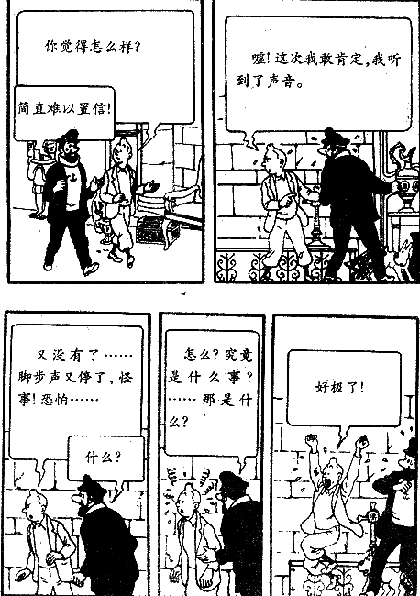 你觉得怎么样?
简直难以置信!
嘘!这次我敢肯定,我听
到了声音。
又没有了……
脚步声又停了,怪
事!恐怕……
什么?
怎么?究竟
是什么事?
……那是什
么?
好极了!